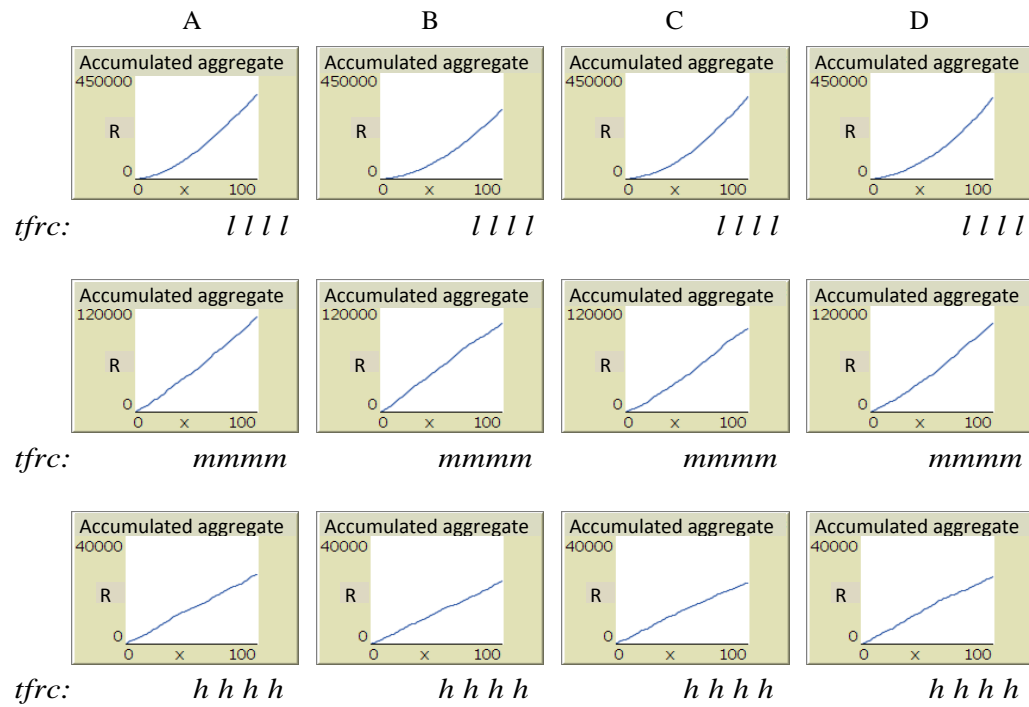 A B C D
Accumulated aggregate Accumulated aggregate Accumulated aggregate Accumulated aggregate
450000 450000 450000 450000
R R R R
0 0 0 0
0 x 100 0 x 100 0 x 100 0 x 100
tfrc: l l l l l l l l l l l l l l l l
Accumulated aggregate Accumulated aggregate Accumulated aggregate Accumulated aggregate
120000 120000 120000 120000
R R R R
0 0 0 0
0 x 100 0 x 100 0 x 100 0 x 100
tfrc: mmmm mmmm mmmm mmmm
Accumulated aggregate Accumulated aggregate Accumulated aggregate Accumulated aggregate
40000 40000 40000 40000
R R R R
0 0 0 0
0 x 100 0 x 100 0 x 100 0 x 100
tfrc: h h h h h h h h h h h h h h h h